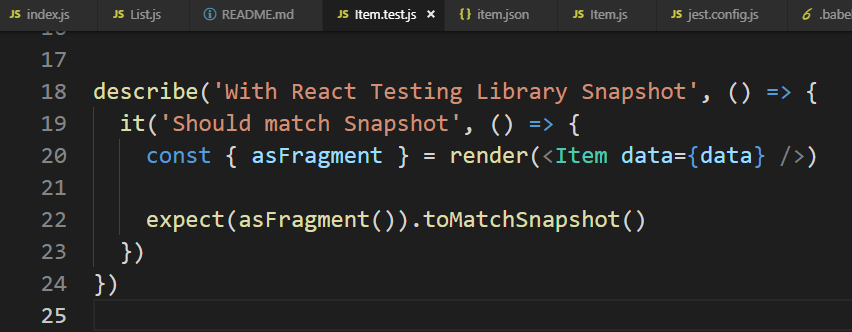 JS index.js JS List.js README.md JS Item.test.js × {} item.json JS Item.js JS jest.config.js 6 .babe
16
17
18 describe('With React Testing Library Snapshot', () => {
19 it('Should match Snapshot', () => {
20 const { asFragment } = render(<Item data={data} />)
21
22 expect(asFragment()).toMatchSnapshot()
23 })
24 })
25